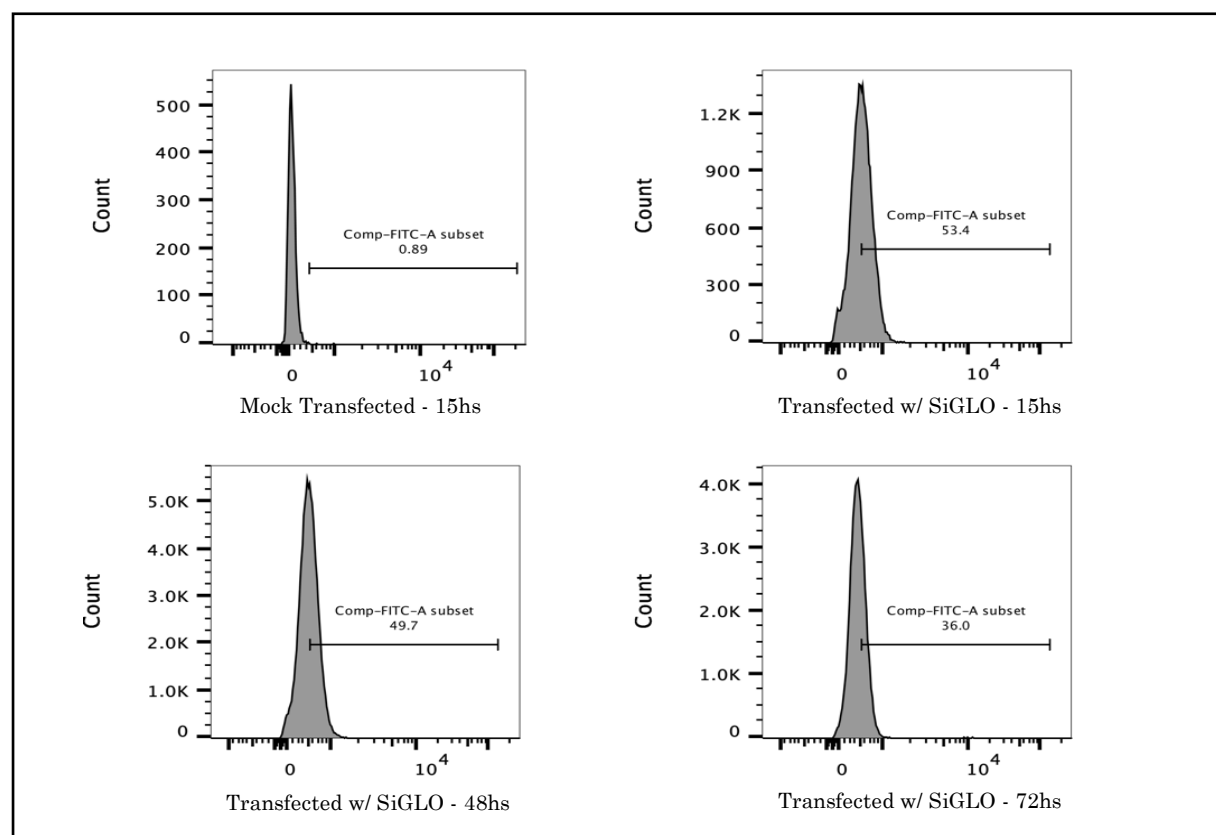 500
400
300
200
100
0
Count
Comp-FITC-A subset
0.89
0 10^4
Mock Transfected - 15hs
1.2K
900
600
300
0
Count
Comp-FITC-A subset
53.4
0 10^4
Transfected w/ SiGLO - 15hs
5.0K
4.0K
3.0K
2.0K
1.0K
0
Count
Comp-FITC-A subset
49.7
0 10^4
Transfected w/ SiGLO - 48hs
4.0K
3.0K
2.0K
1.0K
0
Count
Comp-FITC-A subset
36.0
0 10^4
Transfected w/ SiGLO - 72hs